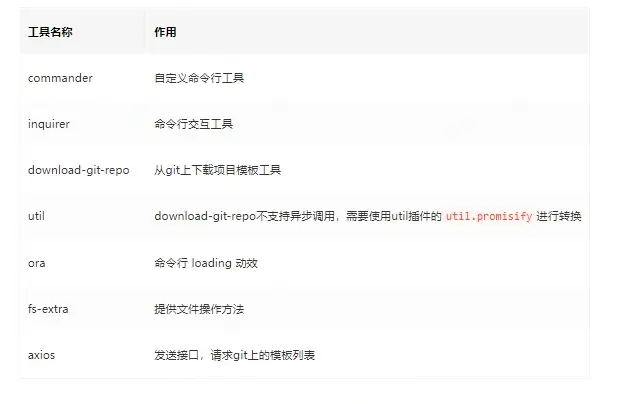 工具名称 作用
commander 自定义命令行工具
inquirer 命令行交互工具
download-git-repo 从git上下载项目模板工具
util download-git-repo不支持异步调用，需要使用util插件的 util.promisify 进行转换
ora 命令行 loading 动效
fs-extra 提供文件操作方法
axios 发送接口，请求git上的模板列表